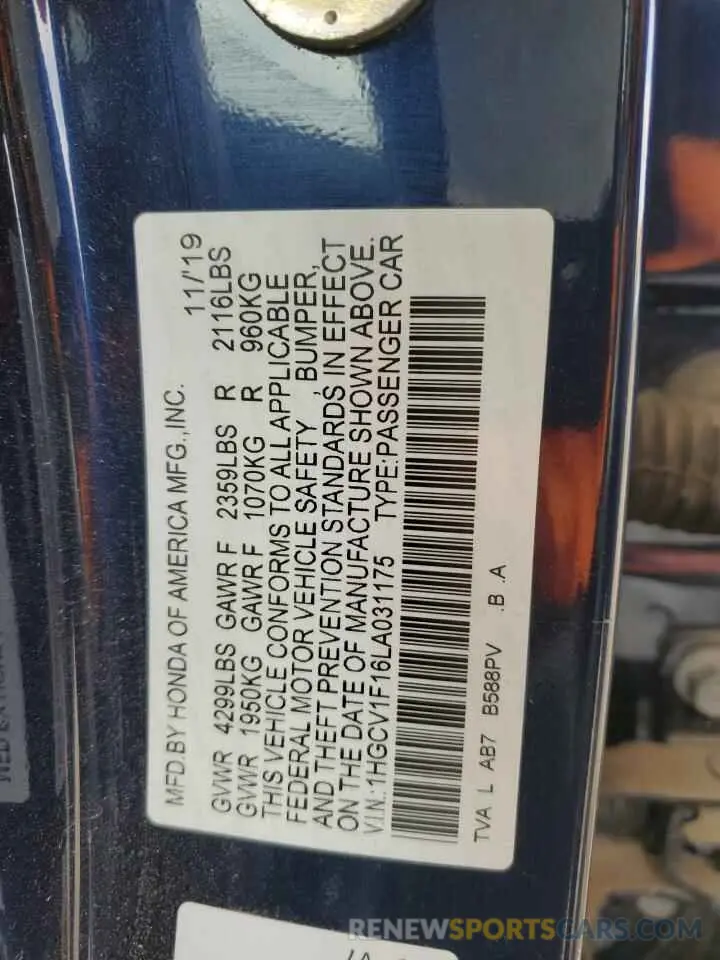 MFD.BY HONDA OF AMERICA MFG.,INC. 11/'19
GVWR 4299LBS GAWR F 2359LBS R 2116LBS
GVWR 1950KG GAWR F 1070KG R 960KG
THIS VEHICLE CONFORMS TO ALL APPLICABLE
FEDERAL MOTOR VEHICLE SAFETY , BUMPER,
AND THEFT PREVENTION STANDARDS IN EFFECT
ON THE DATE OF MANUFACTURE SHOWN ABOVE.
V.I.N.:1HGCV1F16LA031175 TYPE:PASSENGER CAR
TVA L AB7 B588PV .B .A
RENEWSPORTSCARS.COM